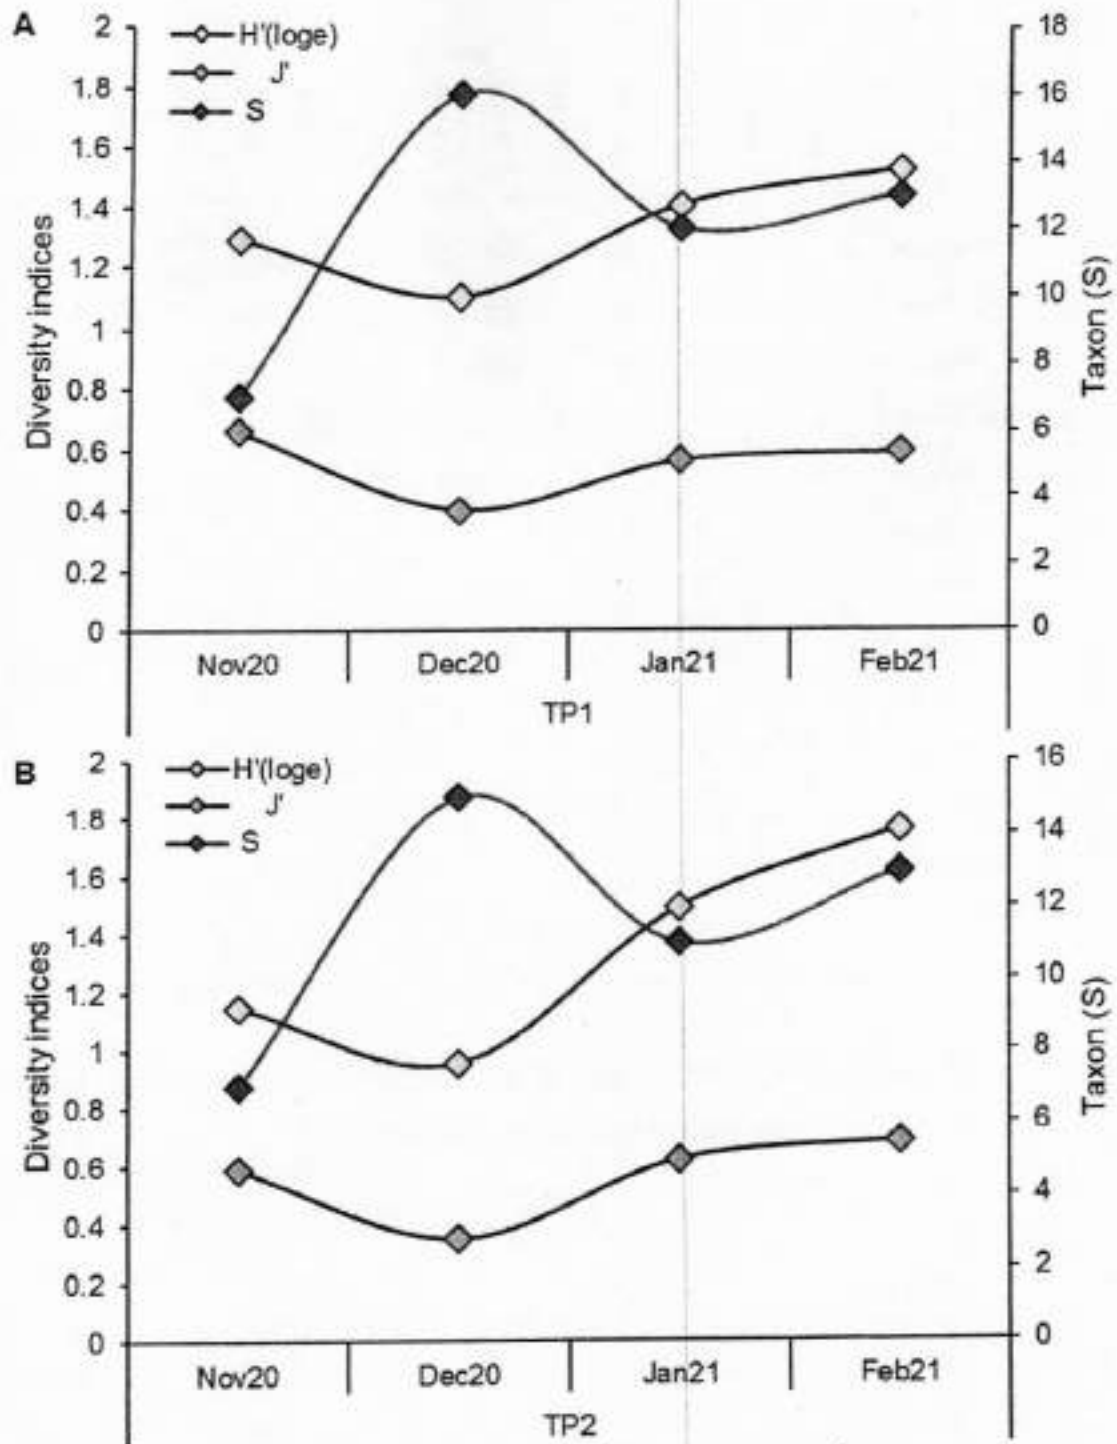 A
H'(loge)
J'
S
2
1.8
1.6
1.4
1.2
1
0.8
0.6
0.4
0.2
0
Diversity indices
18
16
14
12
10
8
6
4
2
0
Taxon (S)
Nov20 Dec20 Jan21 Feb21
TP1
B
H'(loge)
J'
S
2
1.8
1.6
1.4
1.2
1
0.8
0.6
0.4
0.2
0
Diversity indices
16
14
12
10
8
6
4
2
0
Taxon (S)
Nov20 Dec20 Jan21 Feb21
TP2